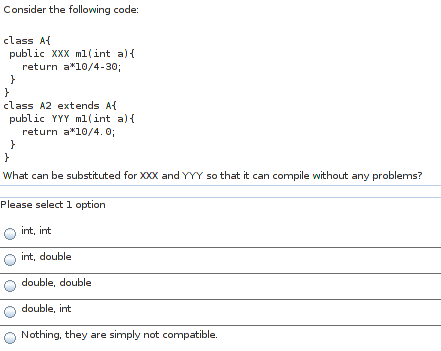 Consider the following code:
class A{
public XXX m1(int a){
return a*10/4-30;
}
}
class A2 extends A{
public YYY m1(int a){
return a*10/4.0;
}
}
What can be substituted for XXX and YYY so that it can compile without any problems?
Please select 1 option
int, int
int, double
double, double
double, int
Nothing, they are simply not compatible.